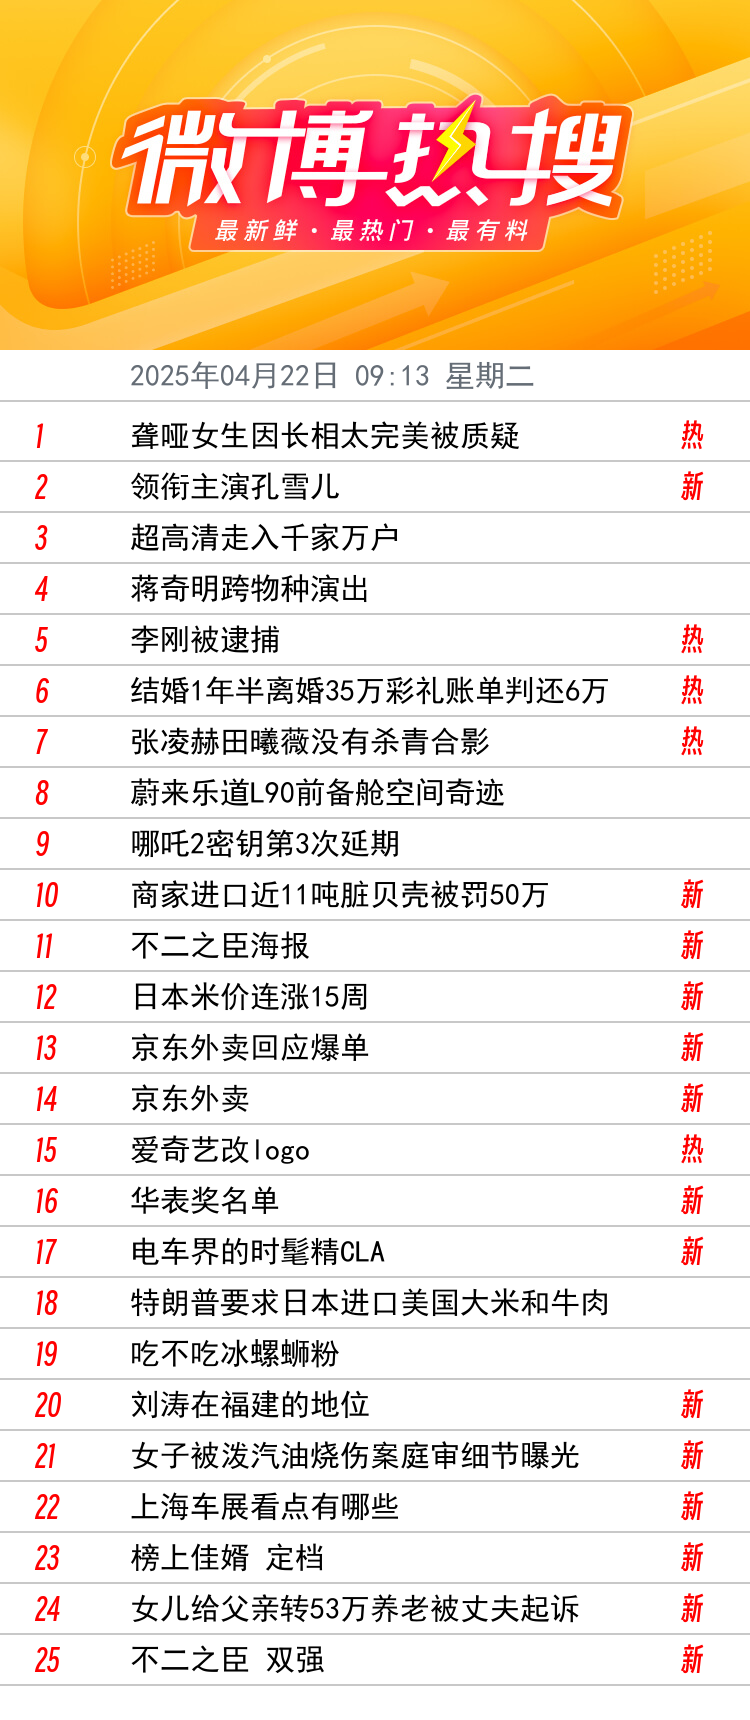 微博热搜
最新鲜·最热门·最有料
2025年04月22日 09:13 星期二
1 聋哑女生因长相太完美被质疑 热
2 领衔主演孔雪儿 新
3 超高清走入千家万户
4 蒋奇明跨物种演出
5 李刚被逮捕 热
6 结婚1年半离婚35万彩礼账单判还6万 热
7 张凌赫田曦薇没有杀青合影 热
8 蔚来乐道L90前备舱空间奇迹
9 哪吒2密钥第3次延期
10 商家进口近11吨脏贝壳被罚50万 新
11 不二之臣海报 新
12 日本米价连涨15周 新
13 京东外卖回应爆单 新
14 京东外卖 新
15 爱奇艺改logo 热
16 华表奖名单 新
17 电车界的时髦精CLA 新
18 特朗普要求日本进口美国大米和牛肉
19 吃不吃冰螺蛳粉
20 刘涛在福建的地位 新
21 女子被泼汽油烧伤案庭审细节曝光 新
22 上海车展看点有哪些 新
23 榜上佳婿 定档 新
24 女儿给父亲转53万养老被丈夫起诉 新
25 不二之臣 双强 新